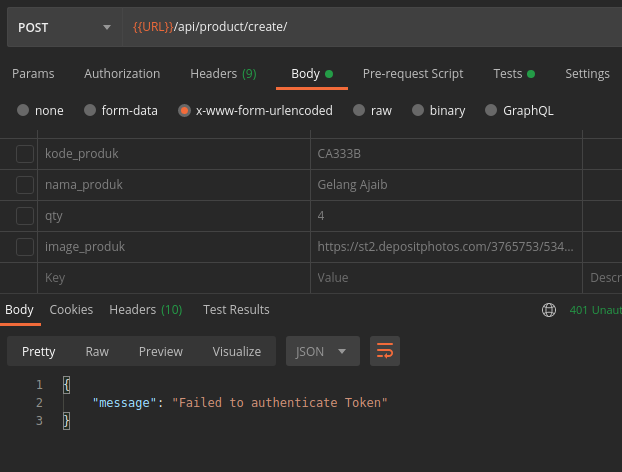 POST {{URL}}/api/product/create/
Params Authorization Headers (9) Body Pre-request Script Tests Settings
none form-data x-www-form-urlencoded raw binary GraphQL
kode_produk CA333B
nama_produk Gelang Ajaib
qty 4
image_produk https://st2.depositphotos.com/3765753/534...
Key Value Descr
Body Cookies Headers (10) Test Results 401 Unaut
Pretty Raw Preview Visualize JSON
1 {
2 "message": "Failed to authenticate Token"
3 }